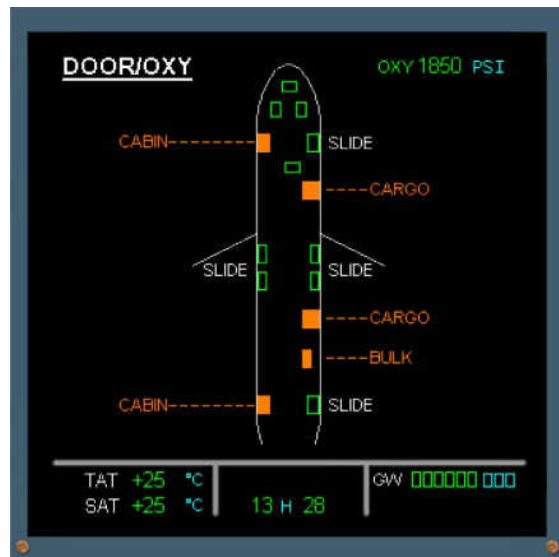 DOOR/OXY OXY 1850 PSI
CABIN SLIDE
CARGO
SLIDE SLIDE
CARGO
BULK
CABIN SLIDE
TAT +25 °C GW
SAT +25 °C 13 H 28